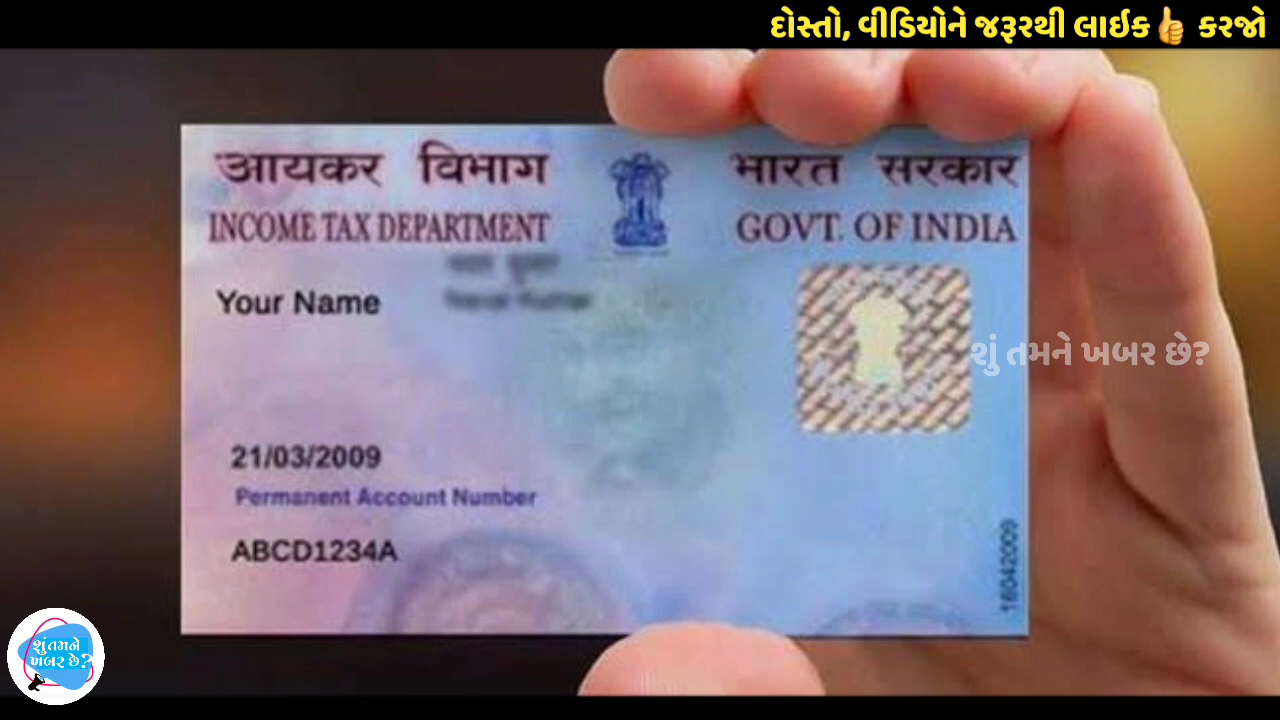 દોસ્તો, વીડિયોને જરૂરથી લાઇક👍 કરજો
आयकर विभाग
भारत सरकार
INCOME TAX DEPARTMENT
GOVT. OF INDIA
Your Name
શું તમને ખબર છે?
21/03/2009
Permanent Account Number
ABCD1234A
16042009
શું તમને
ખબર છે?